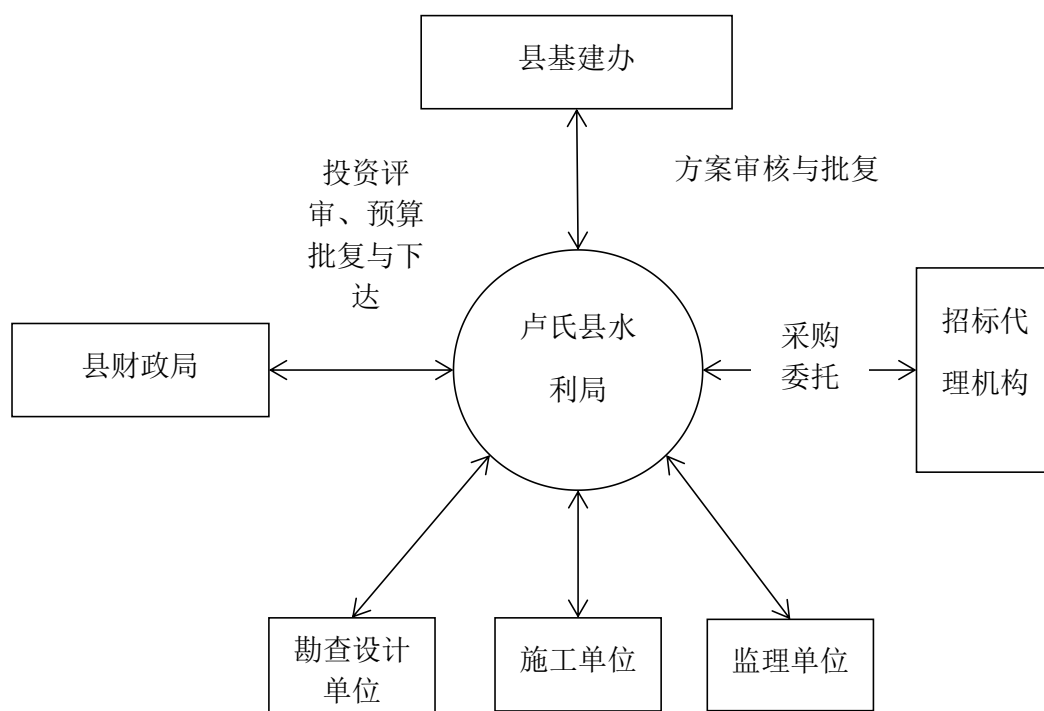 县基建办
投资评
审、预算
批复与下
达
方案审核与批复
卢氏县水
利局
县财政局
采购
委托
招标代
理机构
勘查设计
单位
施工单位
监理单位